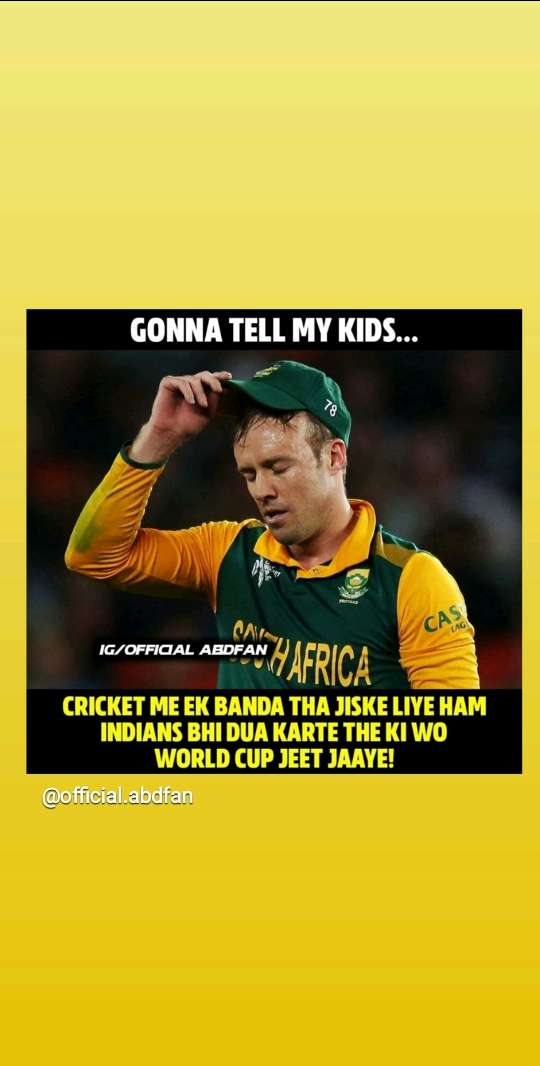 GONNA TELL MY KIDS...
78
CAS
LAG
SOUTH AFRICA
IG/OFFICIAL ABDFAN
CRICKET ME EK BANDA THA JISKE LIYE HAM
INDIANS BHI DUA KARTE THE KI WO
WORLD CUP JEET JAAYE!
@official.abdfan